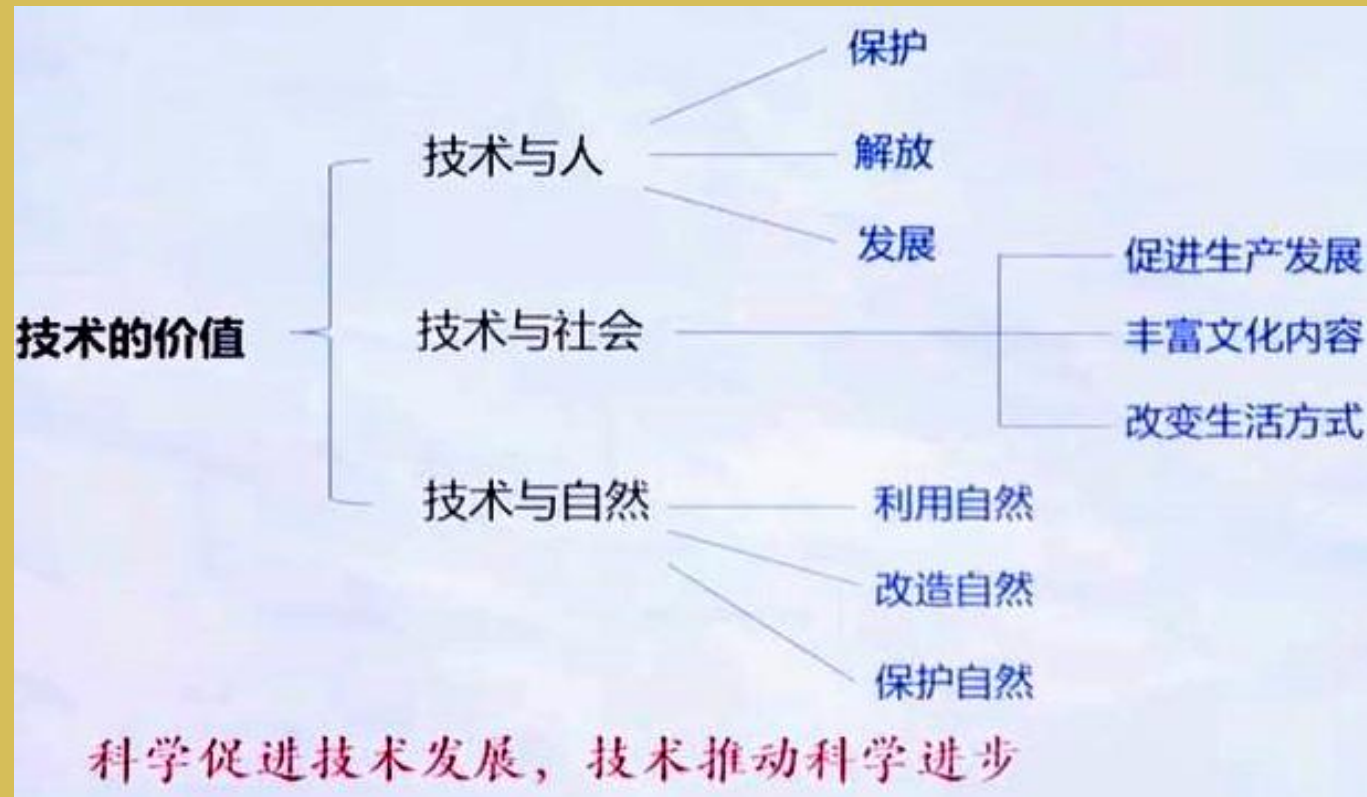 技术的价值
技术与人
保护
解放
发展
技术与社会
促进生产发展
丰富文化内容
改变生活方式
技术与自然
利用自然
改造自然
保护自然
科学促进技术发展，技术推动科学进步